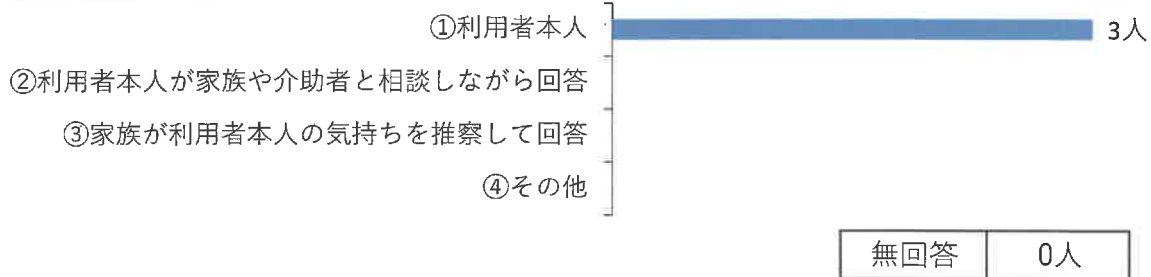 ①利用者本人 3人
②利用者本人が家族や介助者と相談しながら回答
③家族が利用者本人の気持ちを推察して回答
④その他
無回答 0人